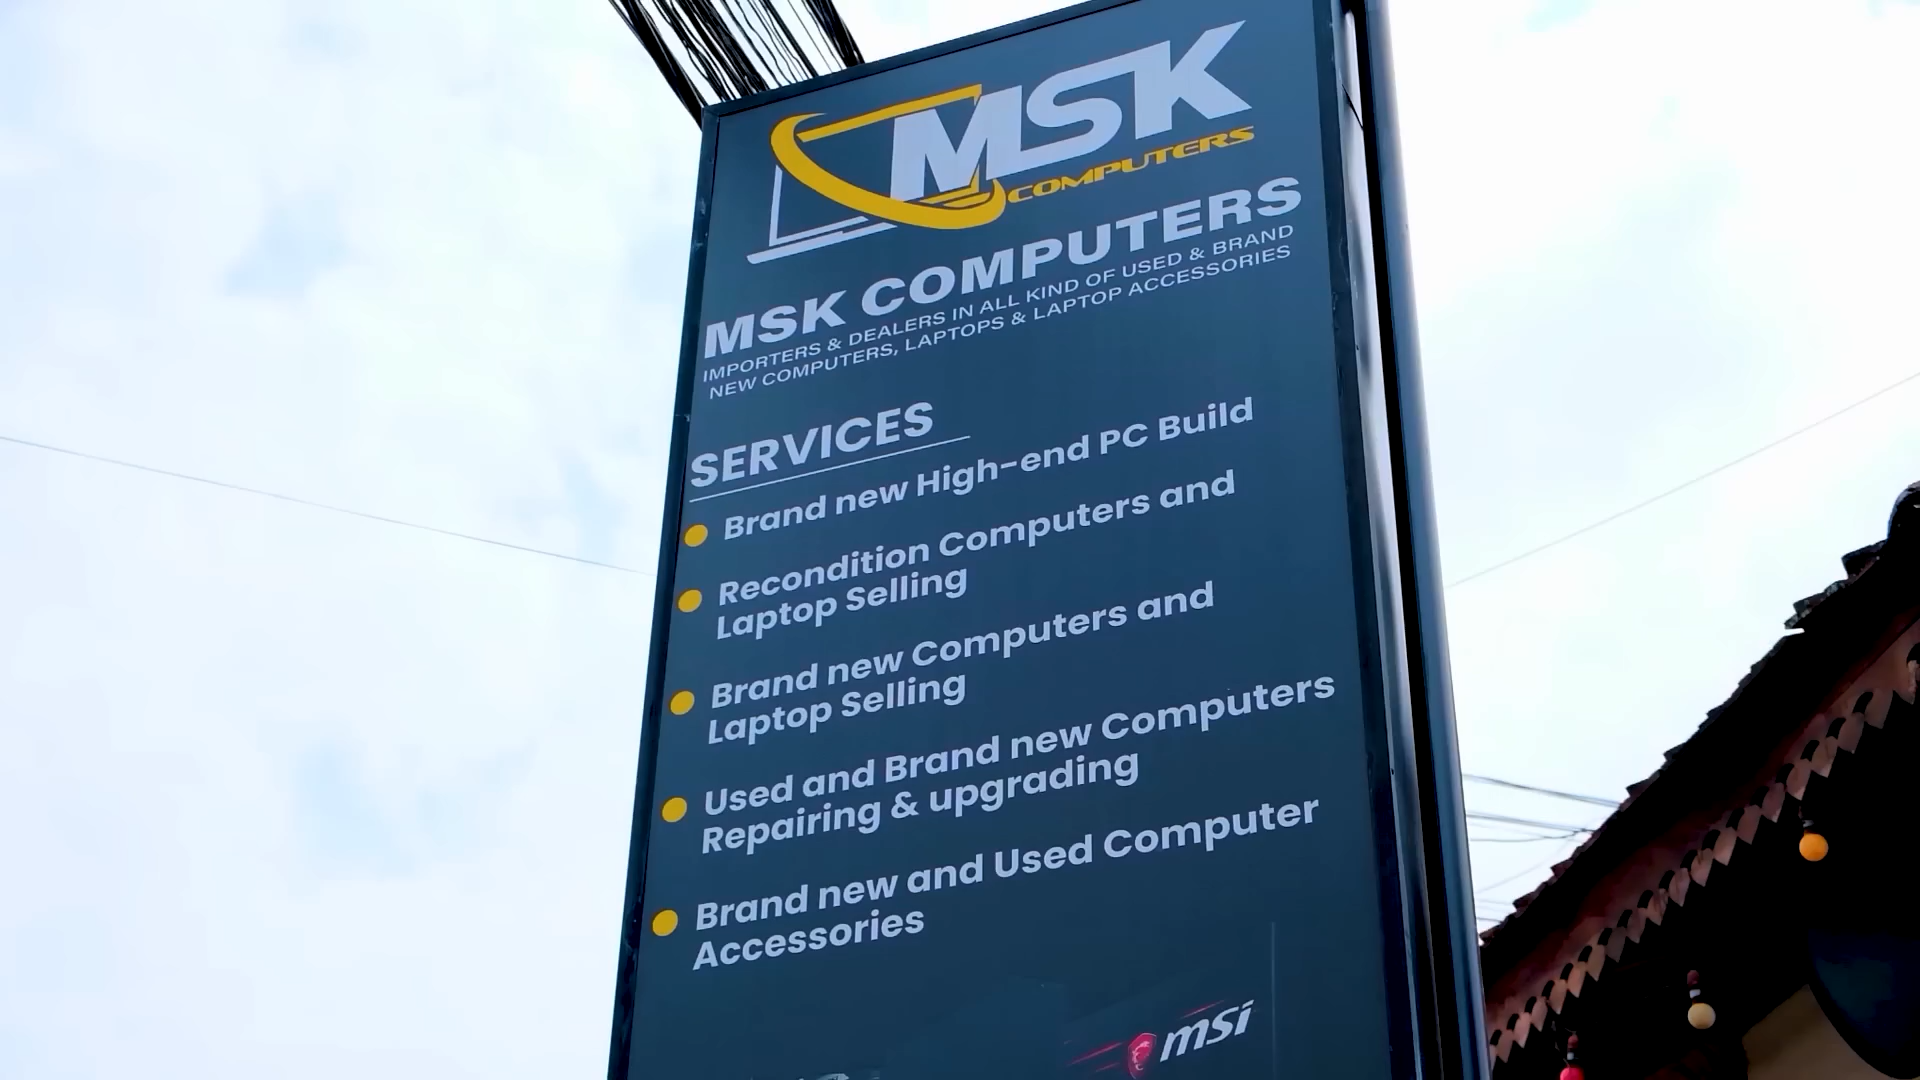 MSK
COMPUTERS
MSK COMPUTERS
IMPORTERS & DEALERS IN ALL KIND OF USED & BRAND
NEW COMPUTERS, LAPTOPS & LAPTOP ACCESSORIES
SERVICES
Brand new High-end PC Build
Recondition Computers and
Laptop Selling
Brand new Computers and
Laptop Selling
Used and Brand new Computers
Repairing & upgrading
Brand new and Used Computer
Accessories
msi